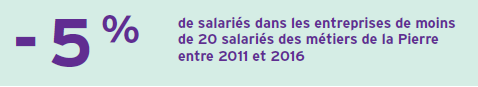 - 5 %
de salariés dans les entreprises de moins
de 20 salariés des métiers de la Pierre
entre 2011 et 2016